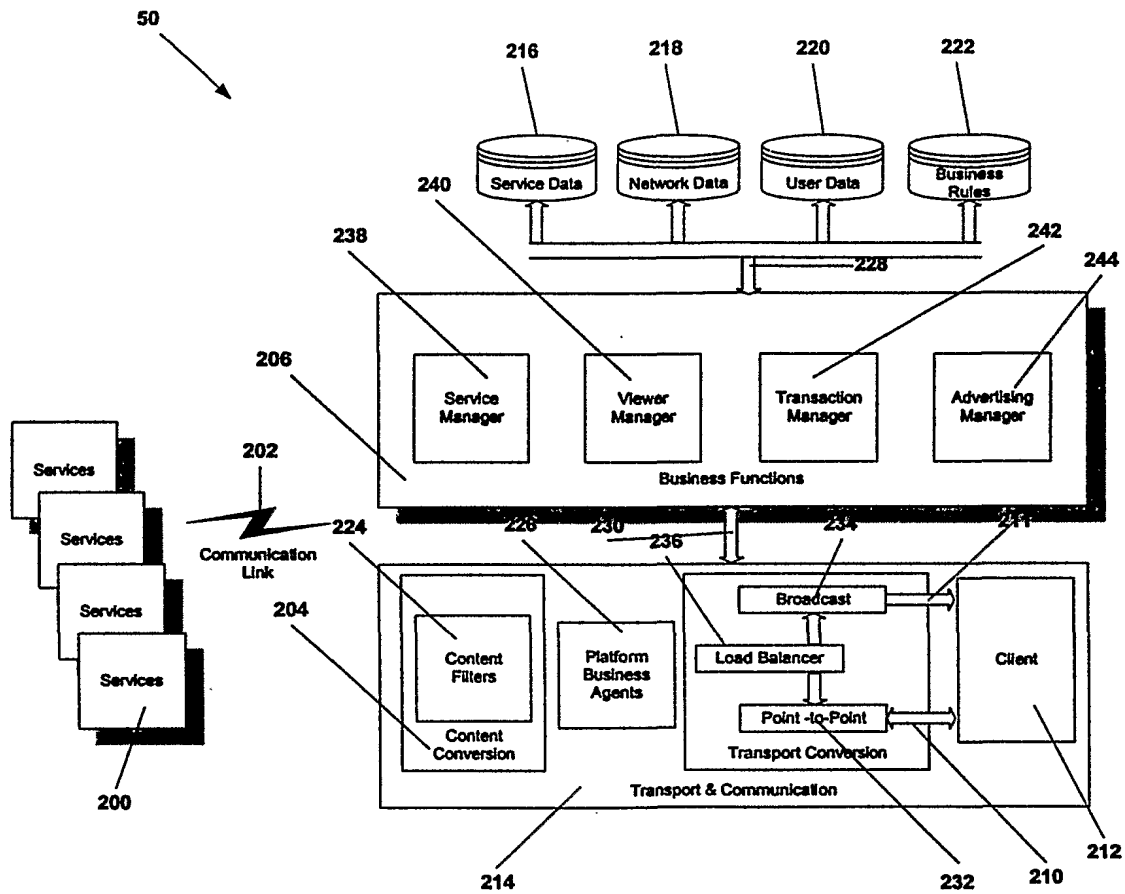 50
216
218
220
222
Service Data
Network Data
User Data
Business
Rules
240
238
242
228
244
Service
Manager
Viewer
Manager
Transaction
Manager
Advertising
Manager
206
Business Functions
202
Services
Services
Services
Services
Communication
Link
224
226
230
236
234
211
204
Broadcast
Content
Filters
Platform
Business
Agents
Load Balancer
Client
Point -to-Point
Content
Conversion
Transport Conversion
Transport & Communication
200
214
232
210
212